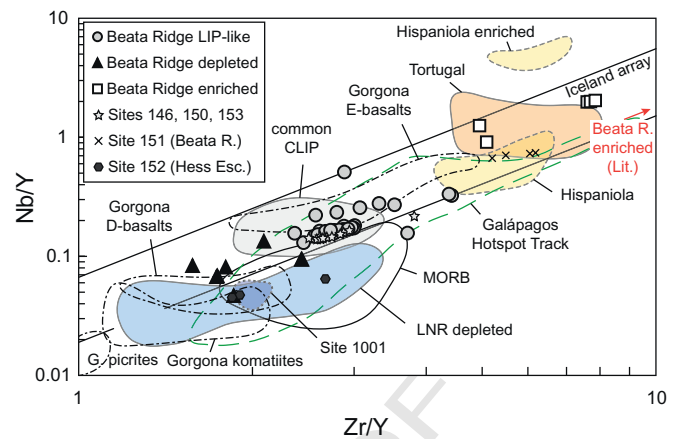 10
1
0.1
0.01
Nb/Y
1
10
Zr/Y
Beata Ridge LIP-like
Beata Ridge depleted
Beata Ridge enriched
Sites 146, 150, 153
Site 151 (Beata R.)
Site 152 (Hess Esc.)
Hispaniola enriched
Tortugal
Iceland array
Gorgona
E-basalts
common
CLIP
Beata R.
enriched
(Lit.)
Gorgona
D-basalts
Hispaniola
Galápagos
Hotspot Track
MORB
LNR depleted
Site 1001
G. picrites
Gorgona komatiites